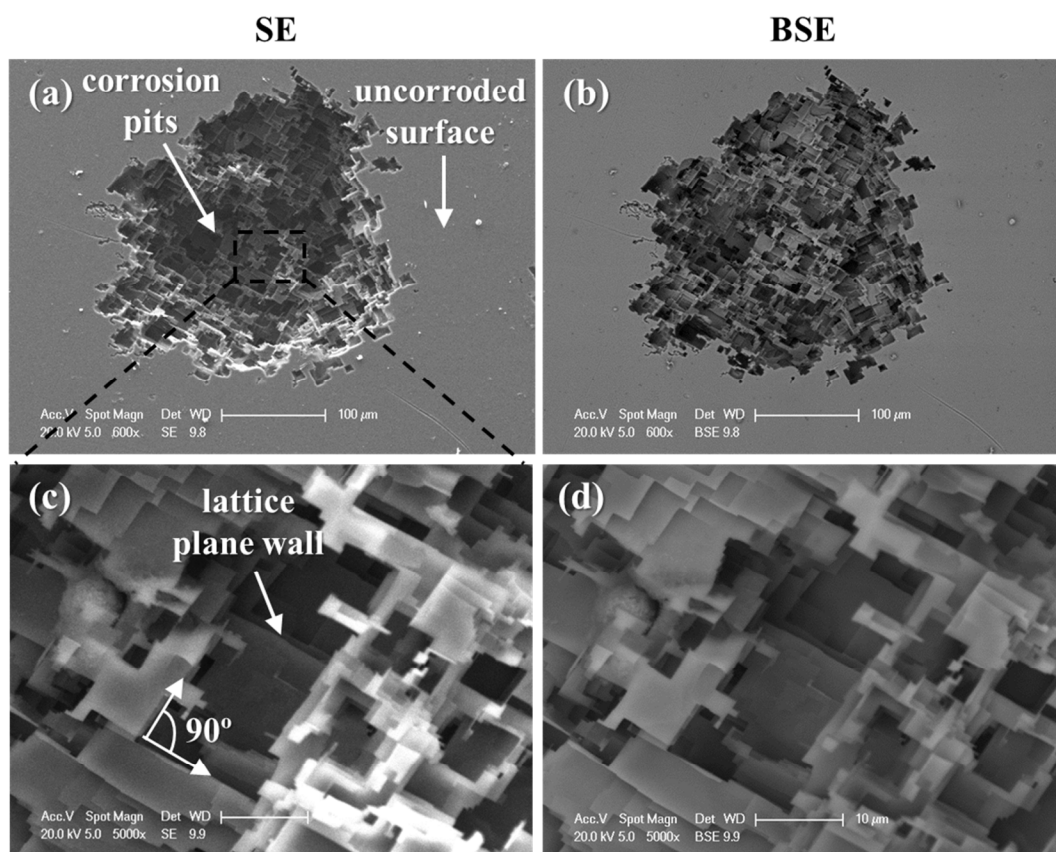 SE
BSE
(a)
corrosion
pits
uncorroded
surface
(b)
Acc.V Spot Magn Det WD
20.0 kV 5.0 600x SE 9.8
100 µm
Acc.V Spot Magn Det WD
20.0 kV 5.0 600x BSE 9.8
100 µm
(c)
lattice
plane wall
90º
(d)
Acc.V Spot Magn Det WD
20.0 kV 5.0 5000x SE 9.9
Acc.V Spot Magn Det WD
20.0 kV 5.0 5000x BSE 9.9
10 µm